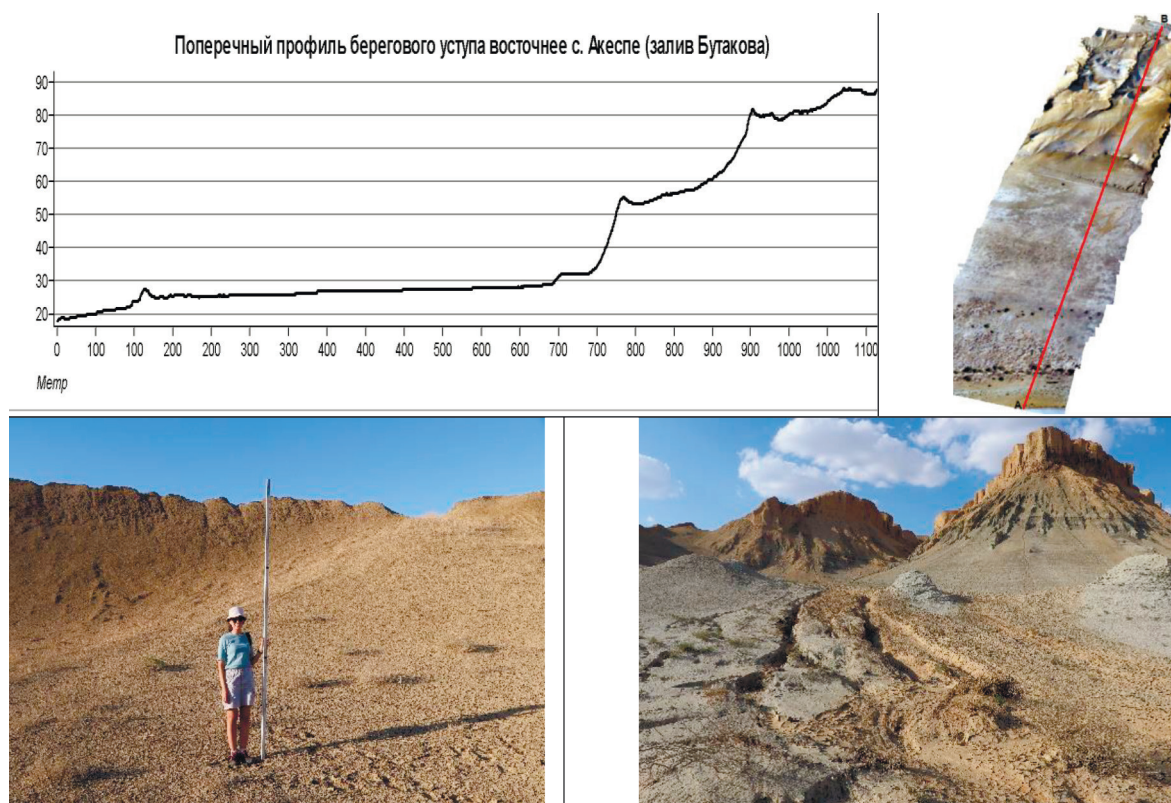 Поперечный профиль берегового уступа восточнее с. Акеспе (залив Бутакова)
90
80
70
60
50
40
30
20
0 100 100 200 200 300 300 400 400 500 500 600 600 700 700 800 800 900 900 1000 1000 1100
Метр
B
A